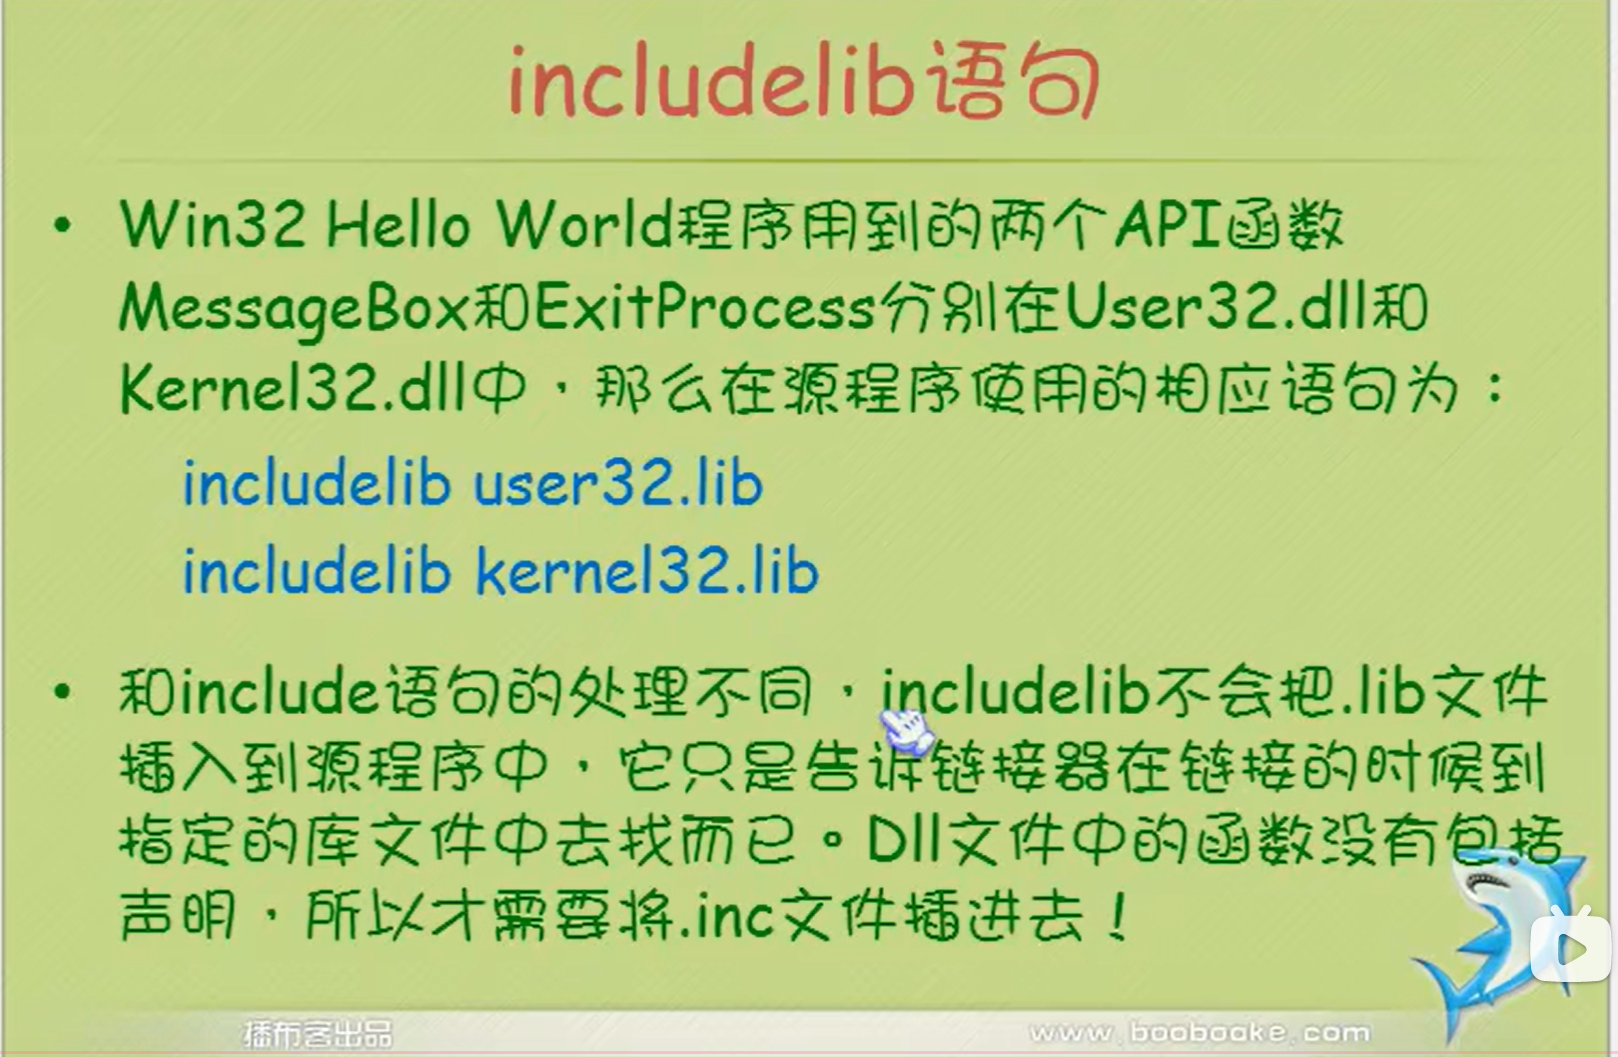 includelib语句
• Win32 Hello World程序用到的两个API函数
MessageBox和ExitProcess分别在User32.dll和
Kernel32.dll中，那么在源程序使用的相应语句为：
includelib user32.lib
includelib kernel32.lib
• 和include语句的处理不同，includelib不会把.lib文件
插入到源程序中，它只是告诉链接器在链接的时候到
指定的库文件中去找而已。Dll文件中的函数没有包括
声明，所以才需要将.inc文件插进去！
播布客出品
www.boobooke.com